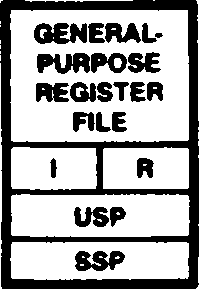 GENERAL-
PURPOSE
REGISTER
FILE
I R
USP
SSP